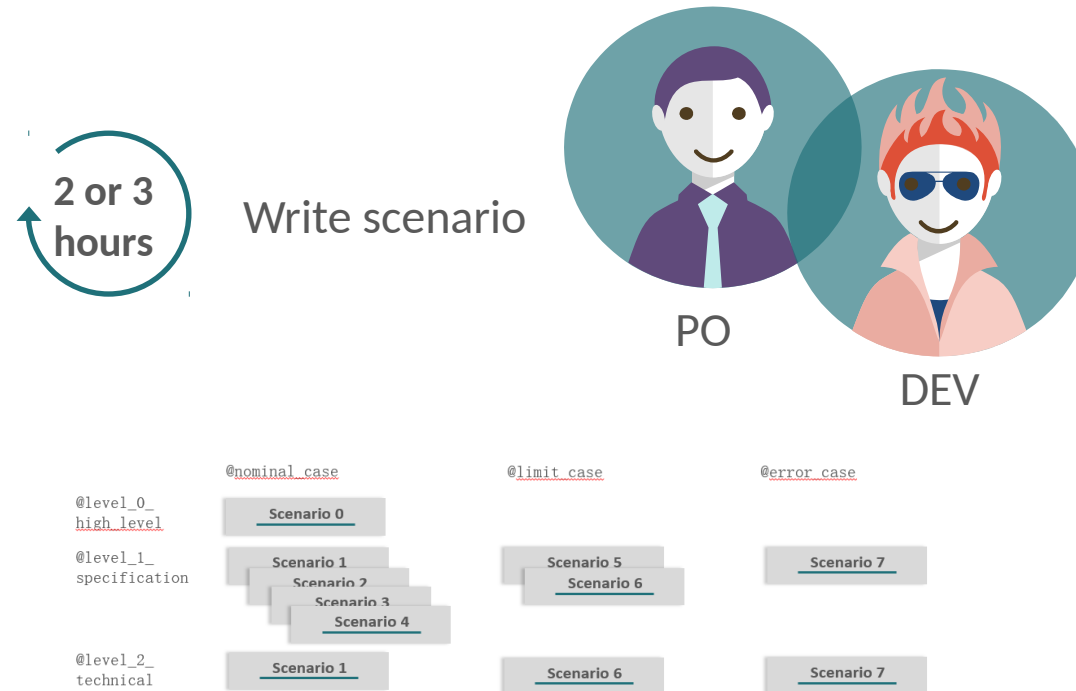 2 or 3
hours
Write scenario
PO
DEV
@nominal_case
@limit_case
@error_case
@level_0_
high_level
Scenario 0
@level_1_
specification
Scenario 1
Scenario 2
Scenario 3
Scenario 4
Scenario 5
Scenario 6
Scenario 7
@level_2_
technical
Scenario 1
Scenario 6
Scenario 7